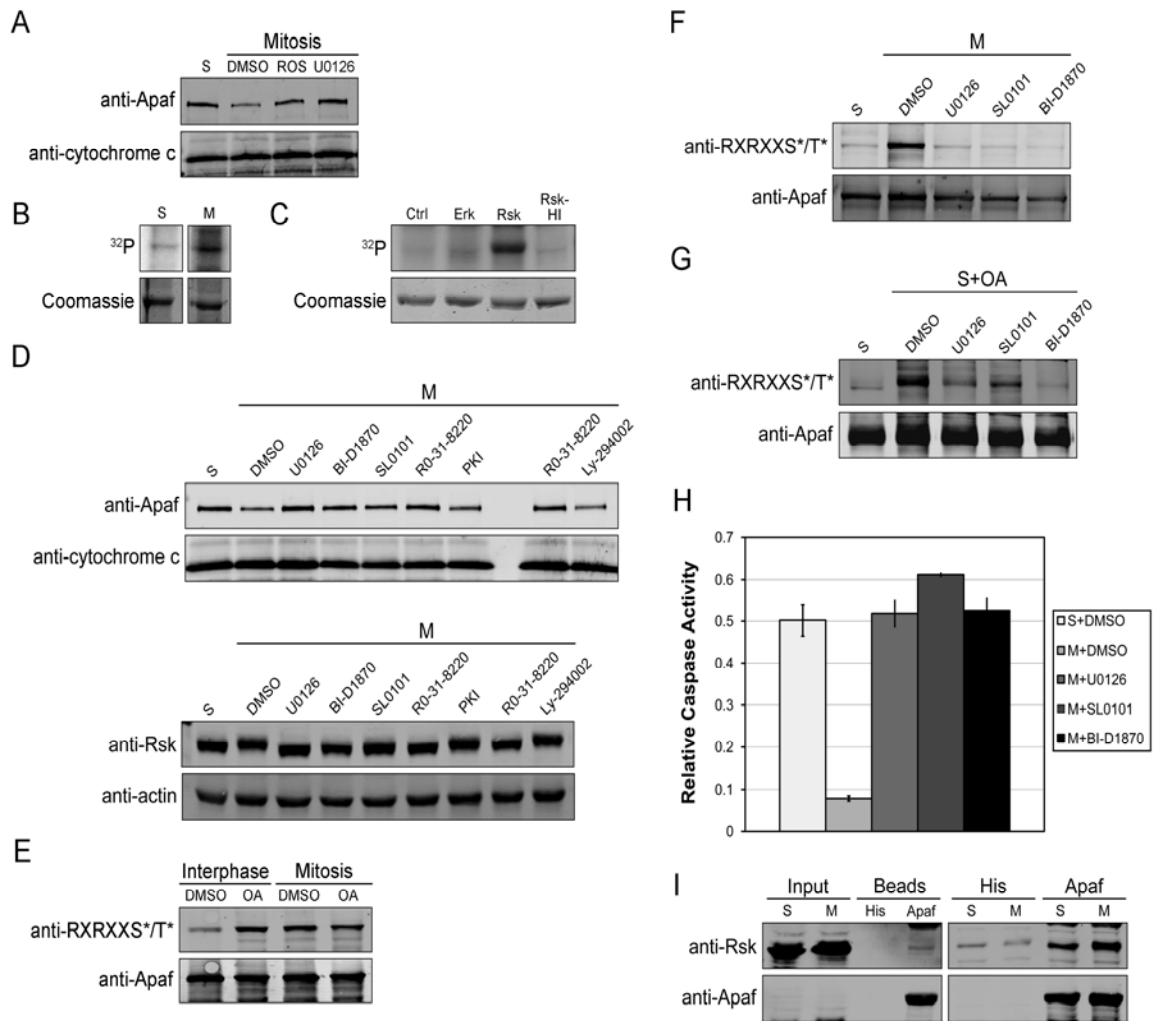 A
Mitosis
S DMSO ROS U0126
anti-Apaf
anti-cytochrome c
B
S M
32P
Coomassie
C
Ctrl Erk Rsk Rsk-HI
32P
Coomassie
D
M
S DMSO U0126 BI-D1870 SL0101 R0-31-8220 PKI R0-31-8220 Ly-294002
anti-Apaf
anti-cytochrome c
M
S DMSO U0126 BI-D1870 SL0101 R0-31-8220 PKI R0-31-8220 Ly-294002
anti-Rsk
anti-actin
E
Interphase Mitosis
DMSO OA DMSO OA
anti-RXRXXS*/T*
anti-Apaf
F
M
S DMSO U0126 SL0101 BI-D1870
anti-RXRXXS*/T*
anti-Apaf
G
S+OA
S DMSO U0126 SL0101 BI-D1870
anti-RXRXXS*/T*
anti-Apaf
H
Relative Caspase Activity
0.7
0.6
0.5
0.4
0.3
0.2
0.1
0
S+DMSO
M+DMSO
M+U0126
M+SL0101
M+BI-D1870
I
Input Beads His Apaf
S M His Apaf S M S M
anti-Rsk
anti-Apaf